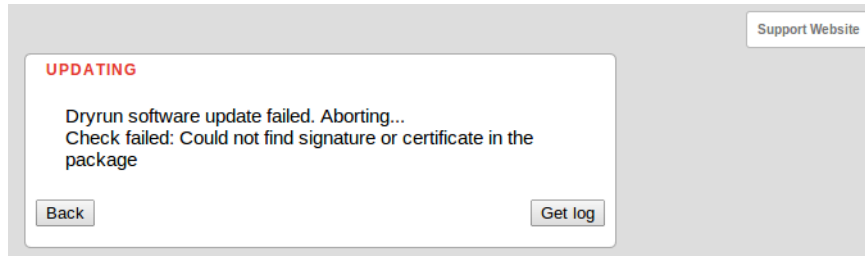 Support Website
UPDATING
Dryrun software update failed. Aborting...
Check failed: Could not find signature or certificate in the
package
Back
Get log